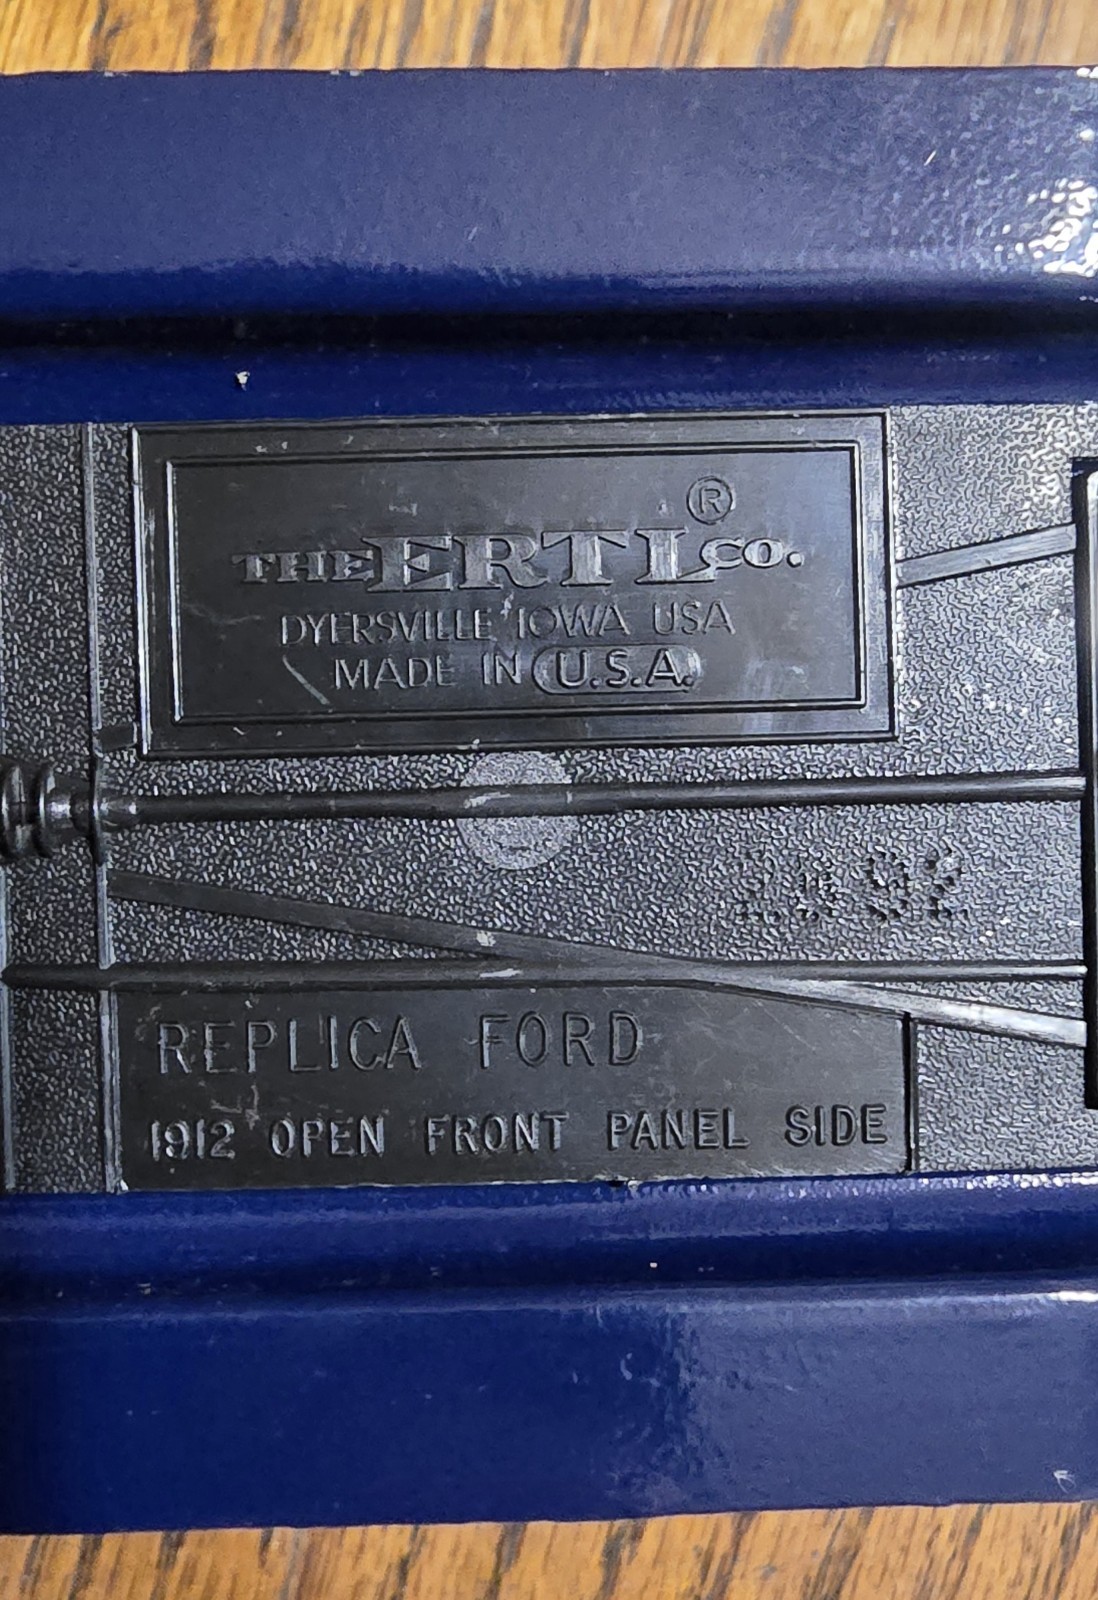 THE ERTL CO. ®
DYERSVILLE IOWA USA
MADE IN U.S.A.
REPLICA FORD
1912 OPEN FRONT PANEL SIDE